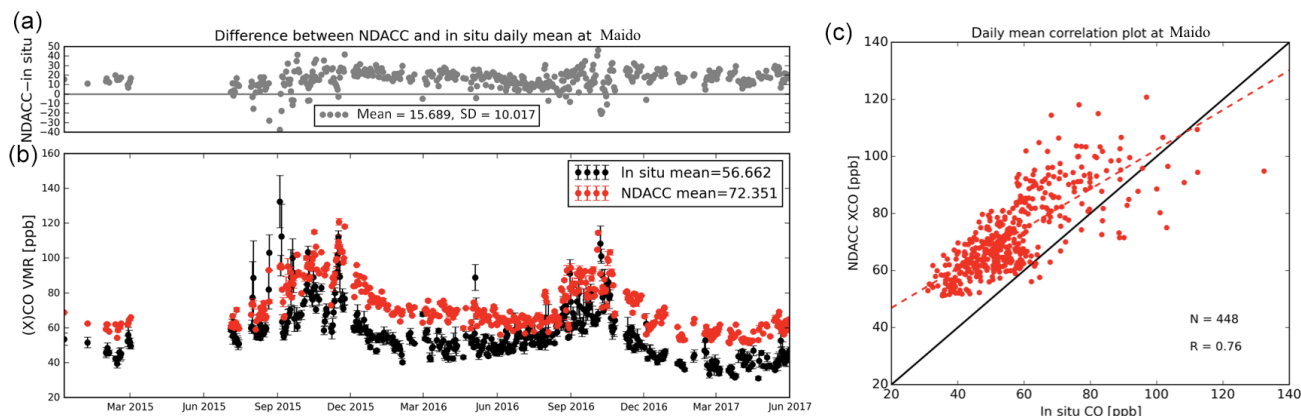 (a)
Difference between NDACC and in situ daily mean at Maido
NDACC−in situ
50
40
30
20
10
0
−10
−20
−30
−40
Mean = 15.689, SD = 10.017
(b)
(X)CO VMR [ppb]
160
140
120
100
80
60
40
20
In situ mean=56.662
NDACC mean=72.351
Mar 2015 Jun 2015 Sep 2015 Dec 2015 Mar 2016 Jun 2016 Sep 2016 Dec 2016 Mar 2017 Jun 2017
(c)
Daily mean correlation plot at Maido
NDACC XCO [ppb]
140
120
100
80
60
40
20
N = 448
R = 0.76
20 40 60 80 100 120 140
In situ CO [ppb]